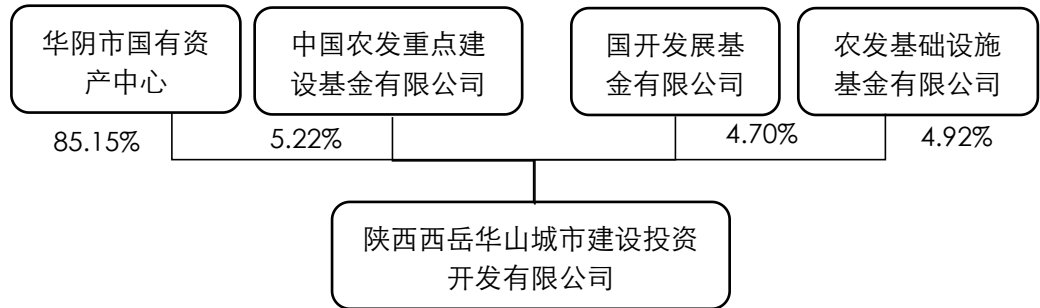 华阴市国有资
产中心
中国农发重点建
设基金有限公司
国开发展基
金有限公司
农发基础设施
基金有限公司
85.15%
5.22%
4.70%
4.92%
陕西西岳华山城市建设投资
开发有限公司